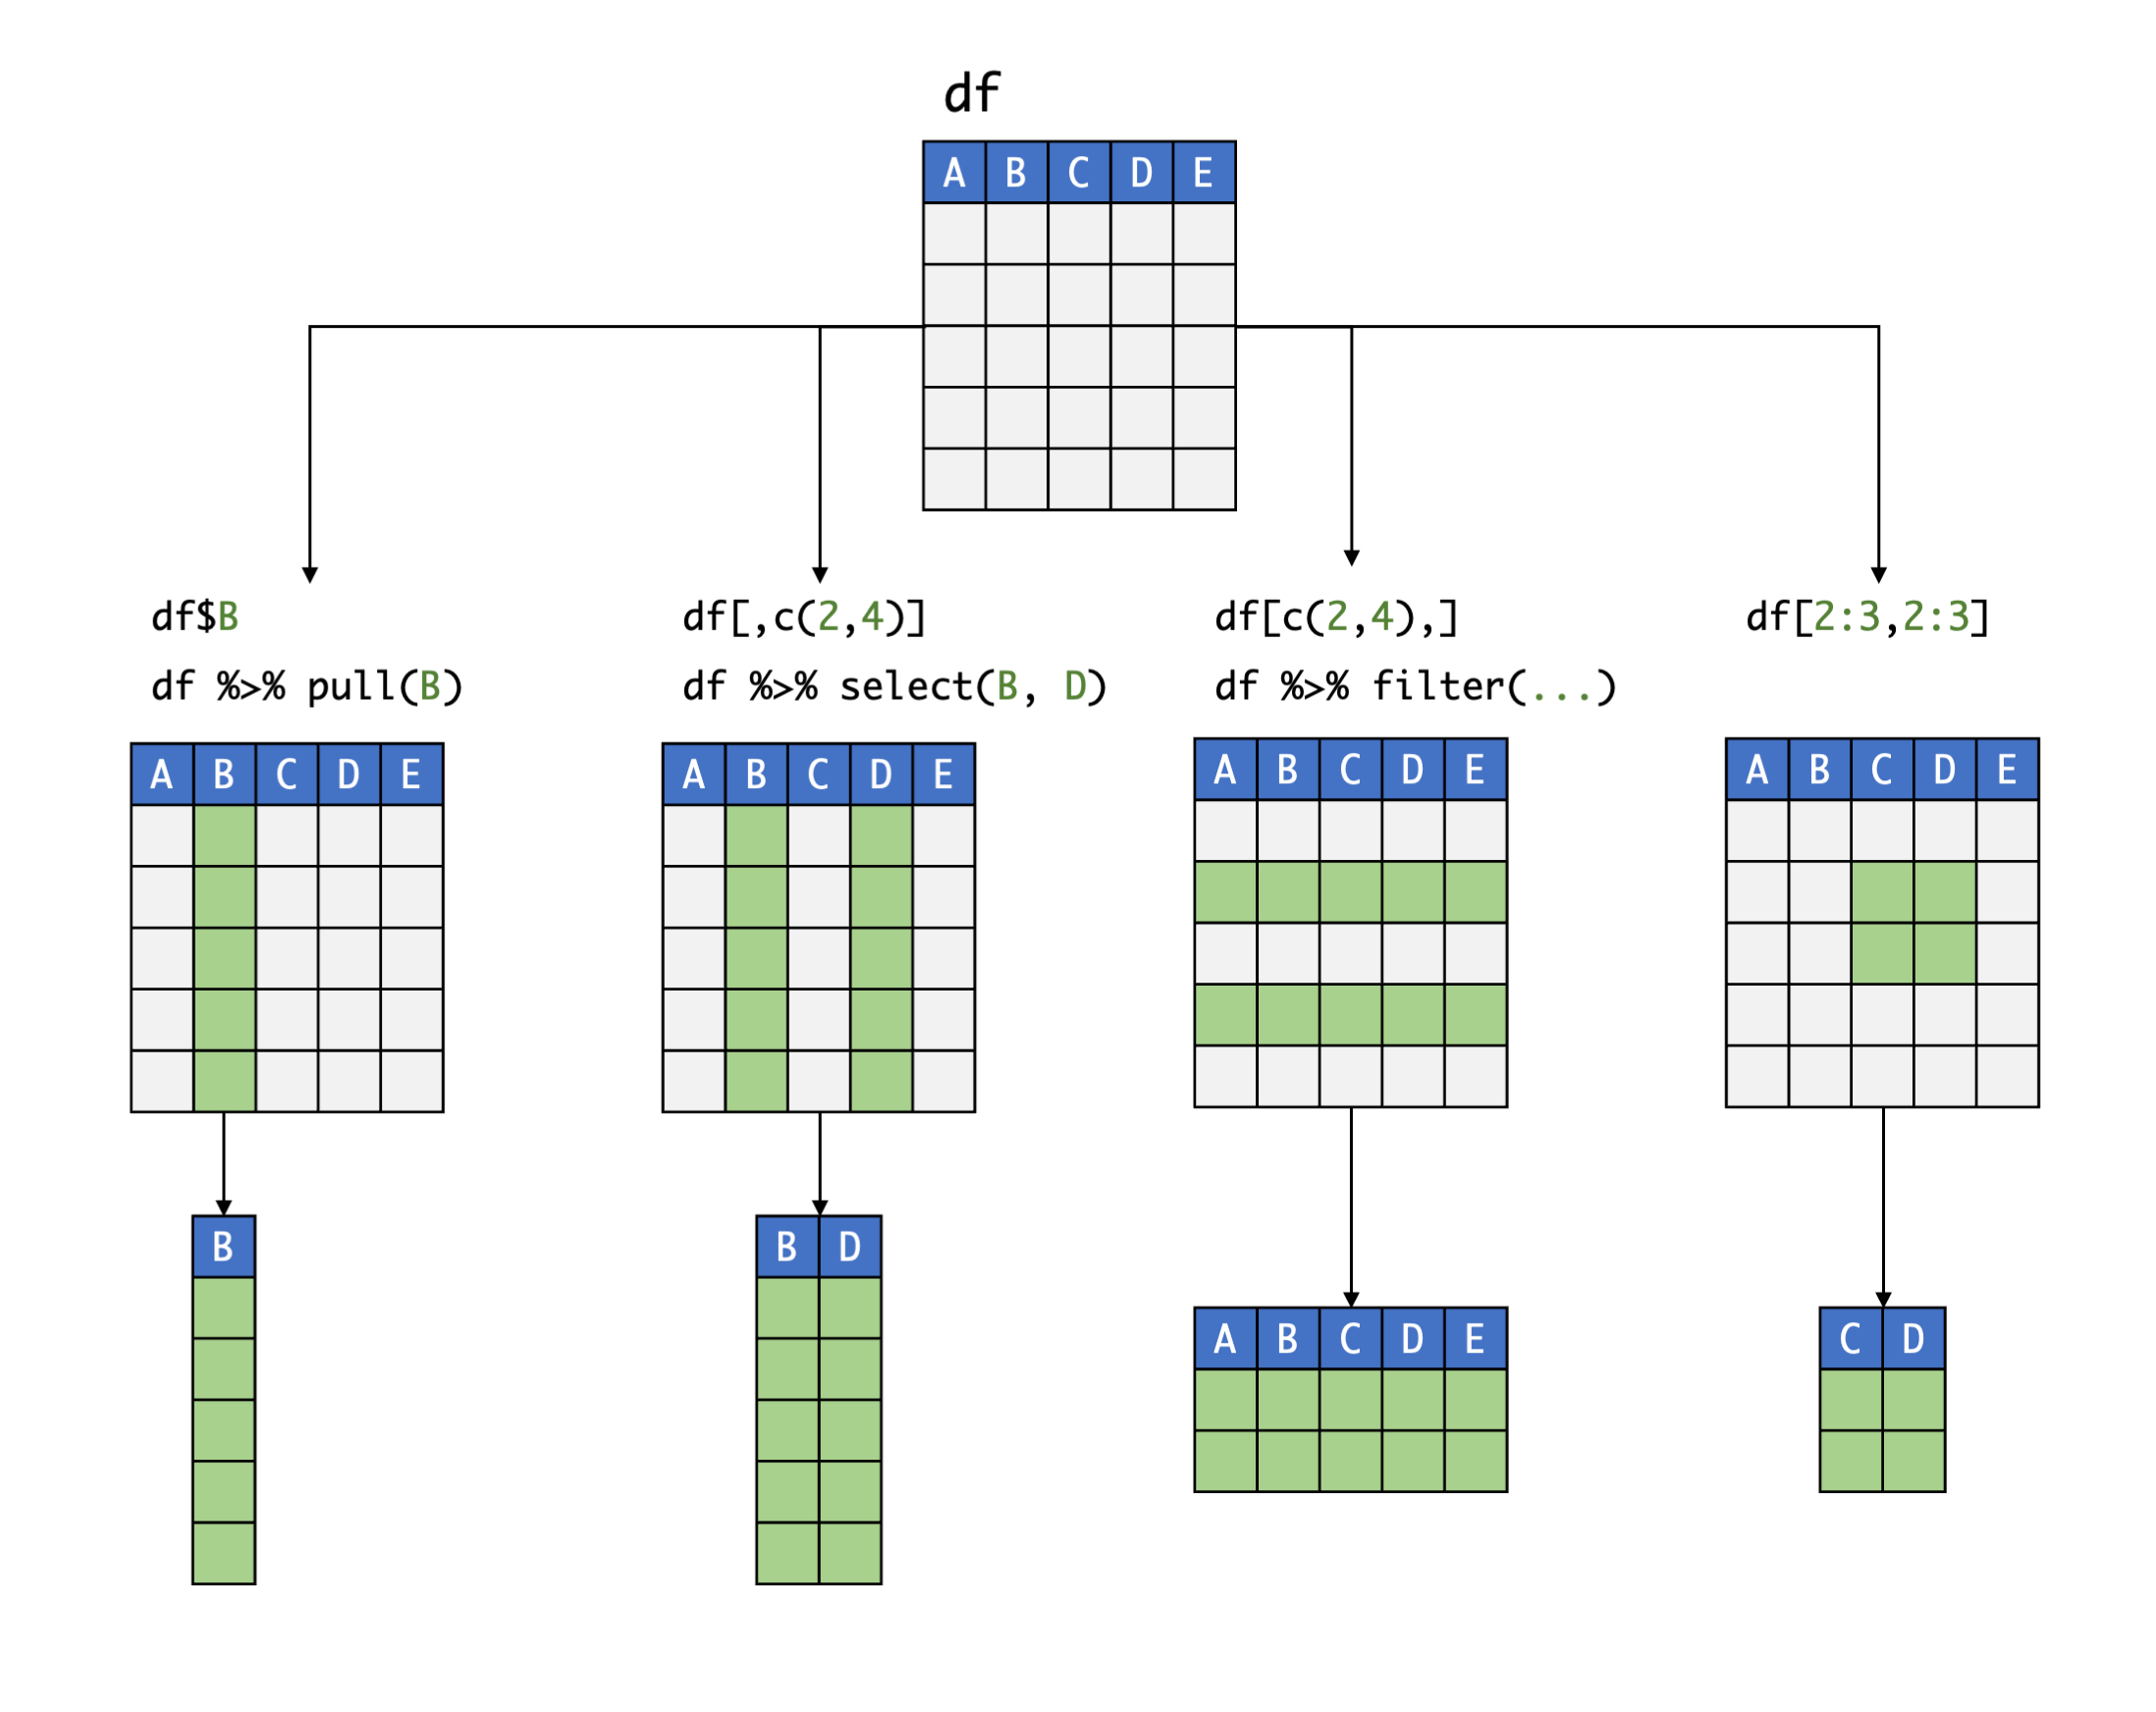 df
A B C D E
df$B
df %>% pull(B)
A B C D E
B
df[,c(2,4)]
df %>% select(B, D)
A B C D E
B D
df[c(2,4),]
df %>% filter(...)
A B C D E
A B C D E
df[2:3,2:3]
A B C D E
C D